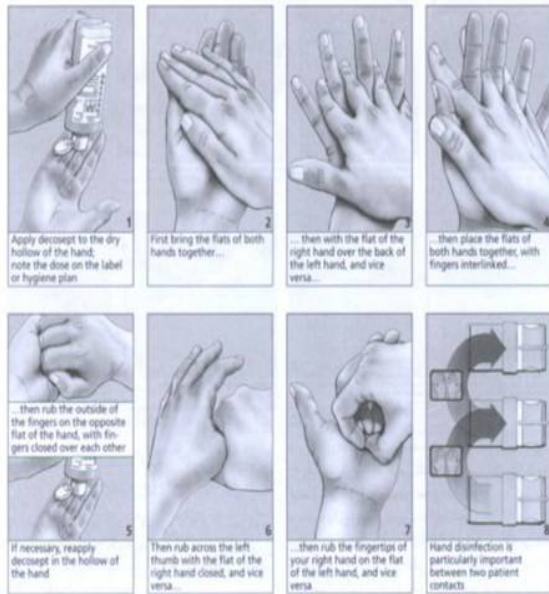 1
Apply decosept to the dry
hollow of the hand;
note the dose on the label
or hygiene plan
2
First bring the flats of both
hands together...
3
... then with the flat of the
right hand over the back of
the left hand, and vice
versa...
...then place the flats of
both hands together, with
fingers interlinked...
...then rub the outside of
the fingers on the opposite
flat of the hand, with fin-
gers closed over each other
5
If necessary, reapply
decosept in the hollow of
the hand
6
Then rub across the left
thumb with the flat of the
right hand closed, and vice
versa...
7
...then rub the fingertips of
your right hand on the flat
of the left hand, and vice
versa
8
Hand disinfection is
particularly important
between two patient
contacts